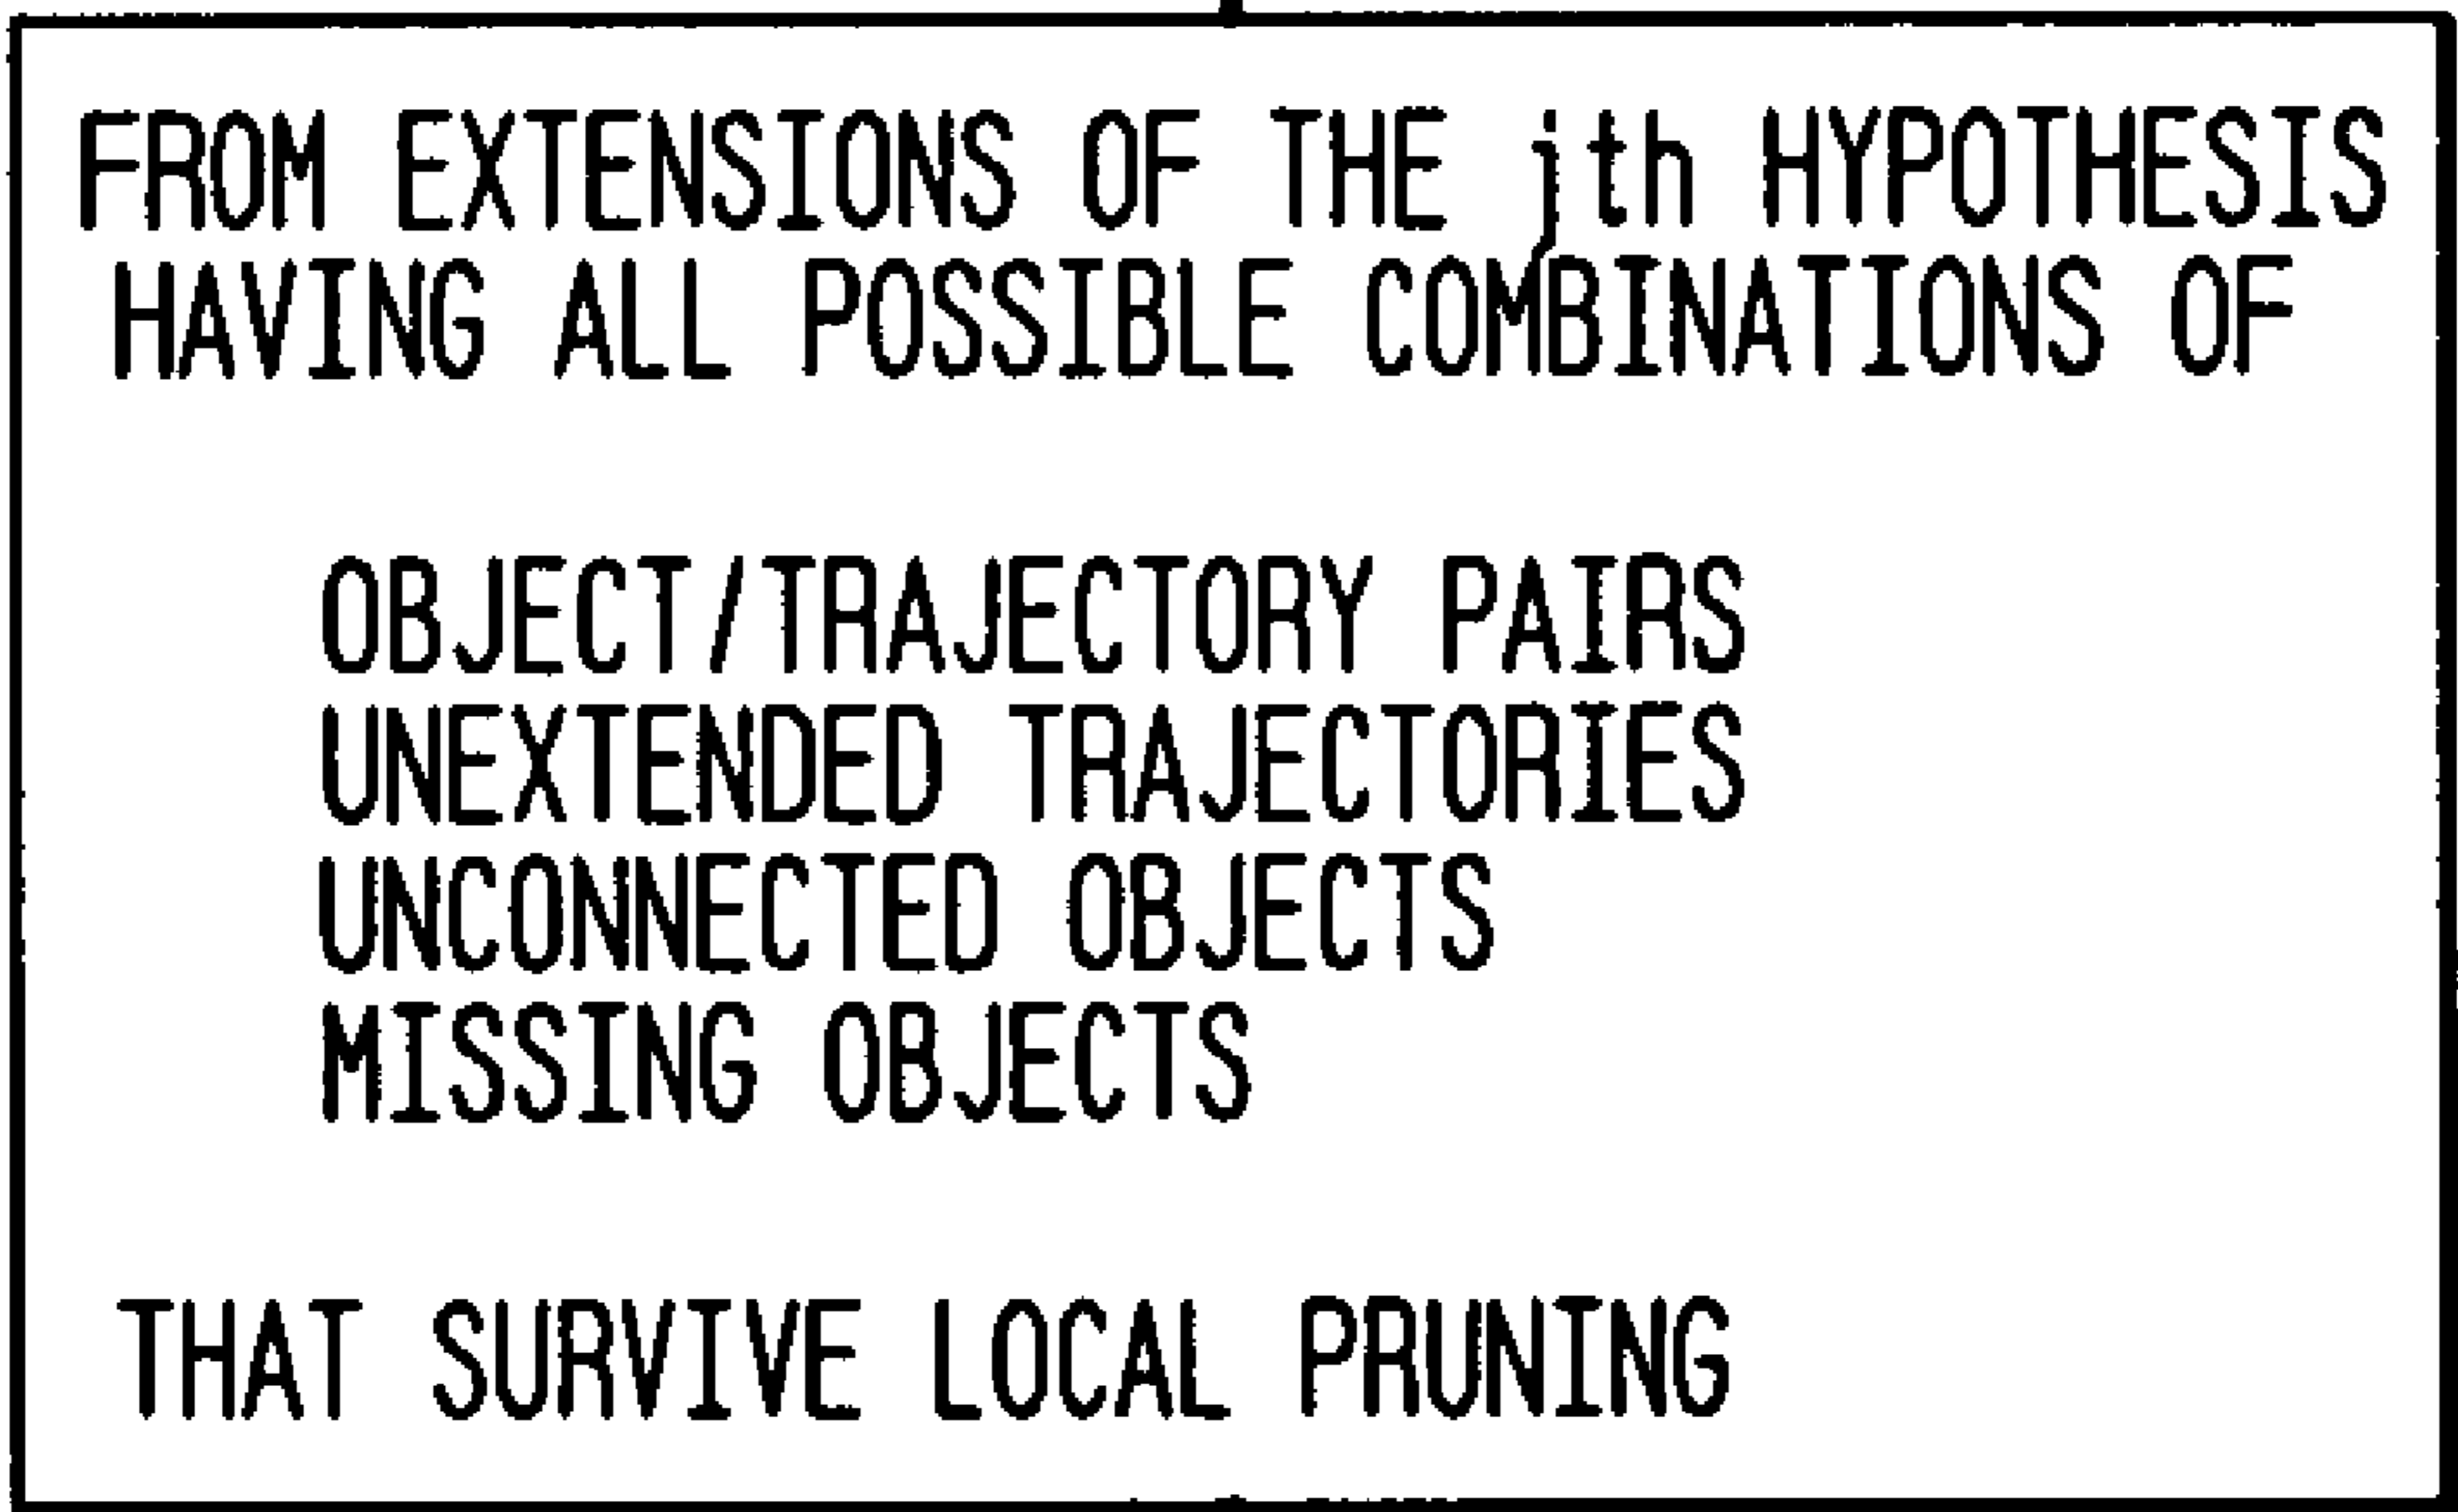 FROM EXTENSIONS OF THE jth HYPOTHESIS
HAVING ALL POSSIBLE COMBINATIONS OF
OBJECT/TRAJECTORY PAIRS
UNEXTENDED TRAJECTORIES
UNCONNECTED OBJECTS
MISSING OBJECTS
THAT SURVIVE LOCAL PRUNING